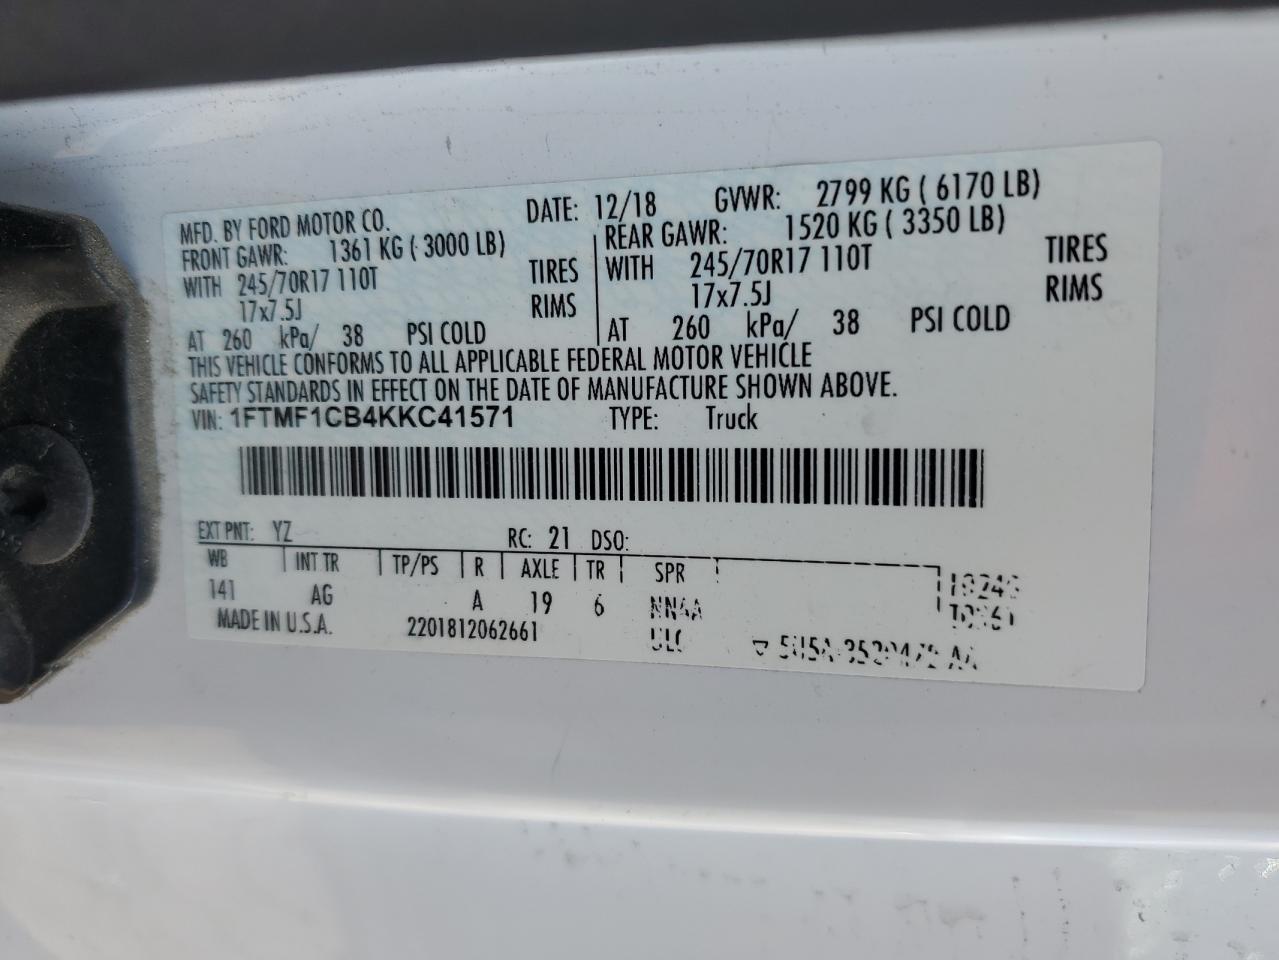 MFD. BY FORD MOTOR CO. DATE: 12/18 GVWR: 2799 KG ( 6170 LB)
FRONT GAWR: 1361 KG ( 3000 LB) REAR GAWR: 1520 KG ( 3350 LB)
WITH 245/70R17 110T TIRES WITH 245/70R17 110T TIRES
17x7.5J RIMS 17x7.5J RIMS
AT 260 kPa/ 38 PSI COLD AT 260 kPa/ 38 PSI COLD
THIS VEHICLE CONFORMS TO ALL APPLICABLE FEDERAL MOTOR VEHICLE
SAFETY STANDARDS IN EFFECT ON THE DATE OF MANUFACTURE SHOWN ABOVE.
VIN: 1FTMF1CB4KKC41571 TYPE: Truck
EXT PNT: YZ RC: 21 DSO:
WB INT TR TP/PS R AXLE TR SPR
141 AG A 19 6
MADE IN U.S.A. 2201812062661